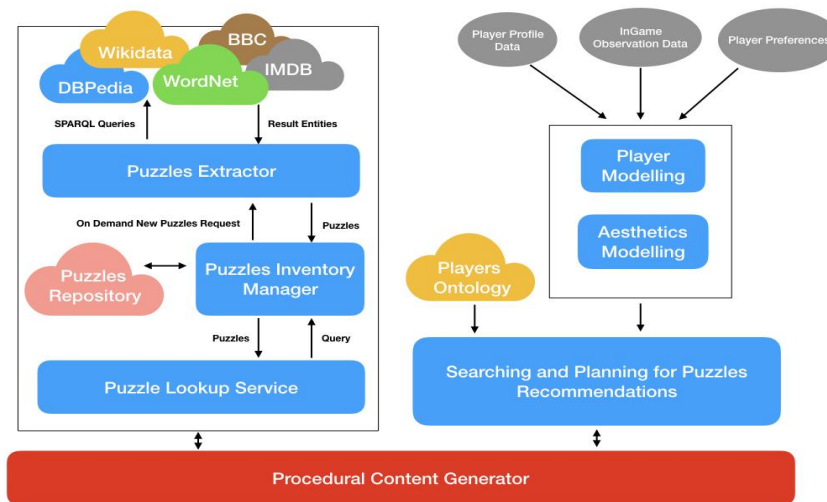 Wikidata
BBC
DBPedia
WordNet
IMDB
SPARQL Queries
Result Entities
Puzzles Extractor
On Demand New Puzzles Request
Puzzles
Puzzles
Repository
Puzzles Inventory
Manager
Puzzles
Query
Puzzle Lookup Service
Player Profile
Data
InGame
Observation Data
Player Preferences
Player
Modelling
Aesthetics
Modelling
Players
Ontology
Searching and Planning for Puzzles
Recommendations
Procedural Content Generator